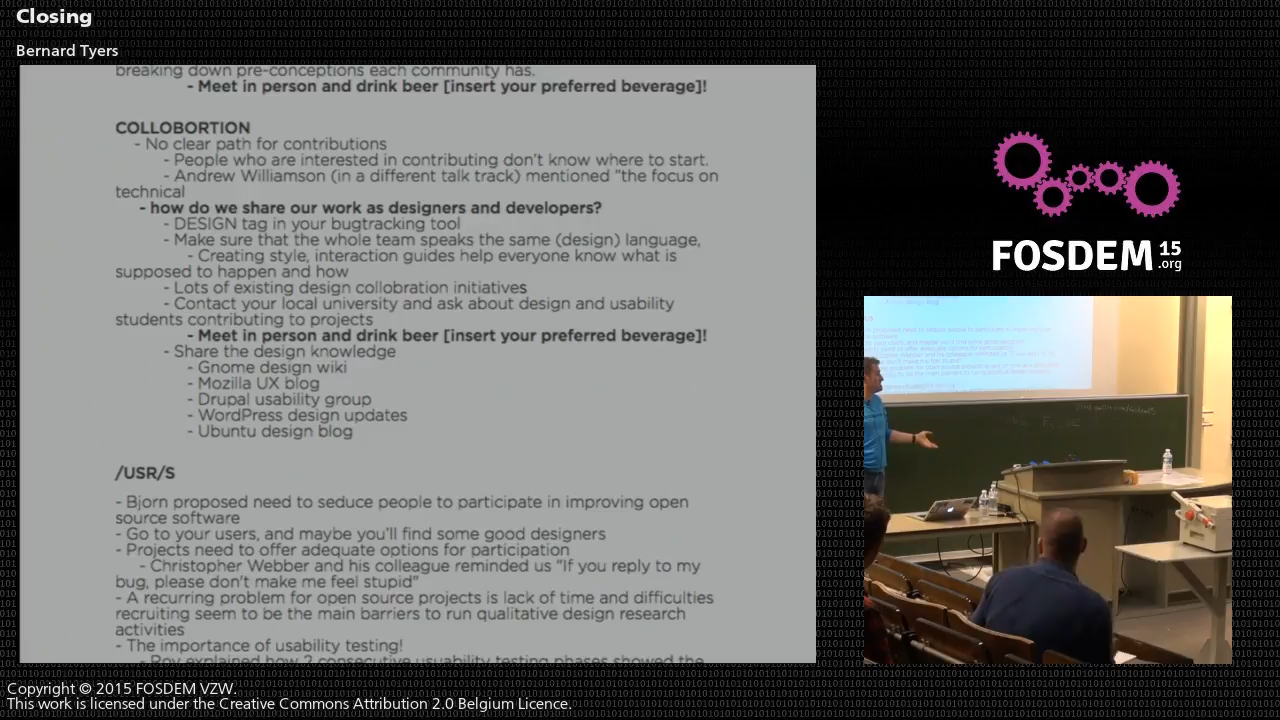 Closing
Bernard Tyers
breaking down pre-conceptions each community has.
- Meet in person and drink beer [insert your preferred beverage]!
COLLOBORTION
- No clear path for contributions
- People who are interested in contributing don't know where to start.
- Andrew Williamson (in a different talk track) mentioned "the focus on
technical
- how do we share our work as designers and developers?
- DESIGN tag in your bugtracking tool
- Make sure that the whole team speaks the same (design) language,
- Creating style, interaction guides help everyone know what is
supposed to happen and how
- Lots of existing design collobration initiatives
- Contact your local university and ask about design and usability
students contributing to projects
- Meet in person and drink beer [insert your preferred beverage]!
- Share the design knowledge
- Gnome design wiki
- Mozilla UX blog
- Drupal usability group
- WordPress design updates
- Ubuntu design blog
/USR/S
- Bjorn proposed need to seduce people to participate in improving open
source software
- Go to your users, and maybe you'll find some good designers
- Projects need to offer adequate options for participation
- Christopher Webber and his colleague reminded us "If you reply to my
bug, please don't make me feel stupid"
- A recurring problem for open source projects is lack of time and difficulties
recruiting seem to be the main barriers to run qualitative design research
activities
- The importance of usability testing!
- Roy explained how 2 consecutive usuability testing phases showed the
FOSDEM 15
.org
Copyright © 2015 FOSDEM VZW.
This work is licensed under the Creative Commons Attribution 2.0 Belgium Licence.